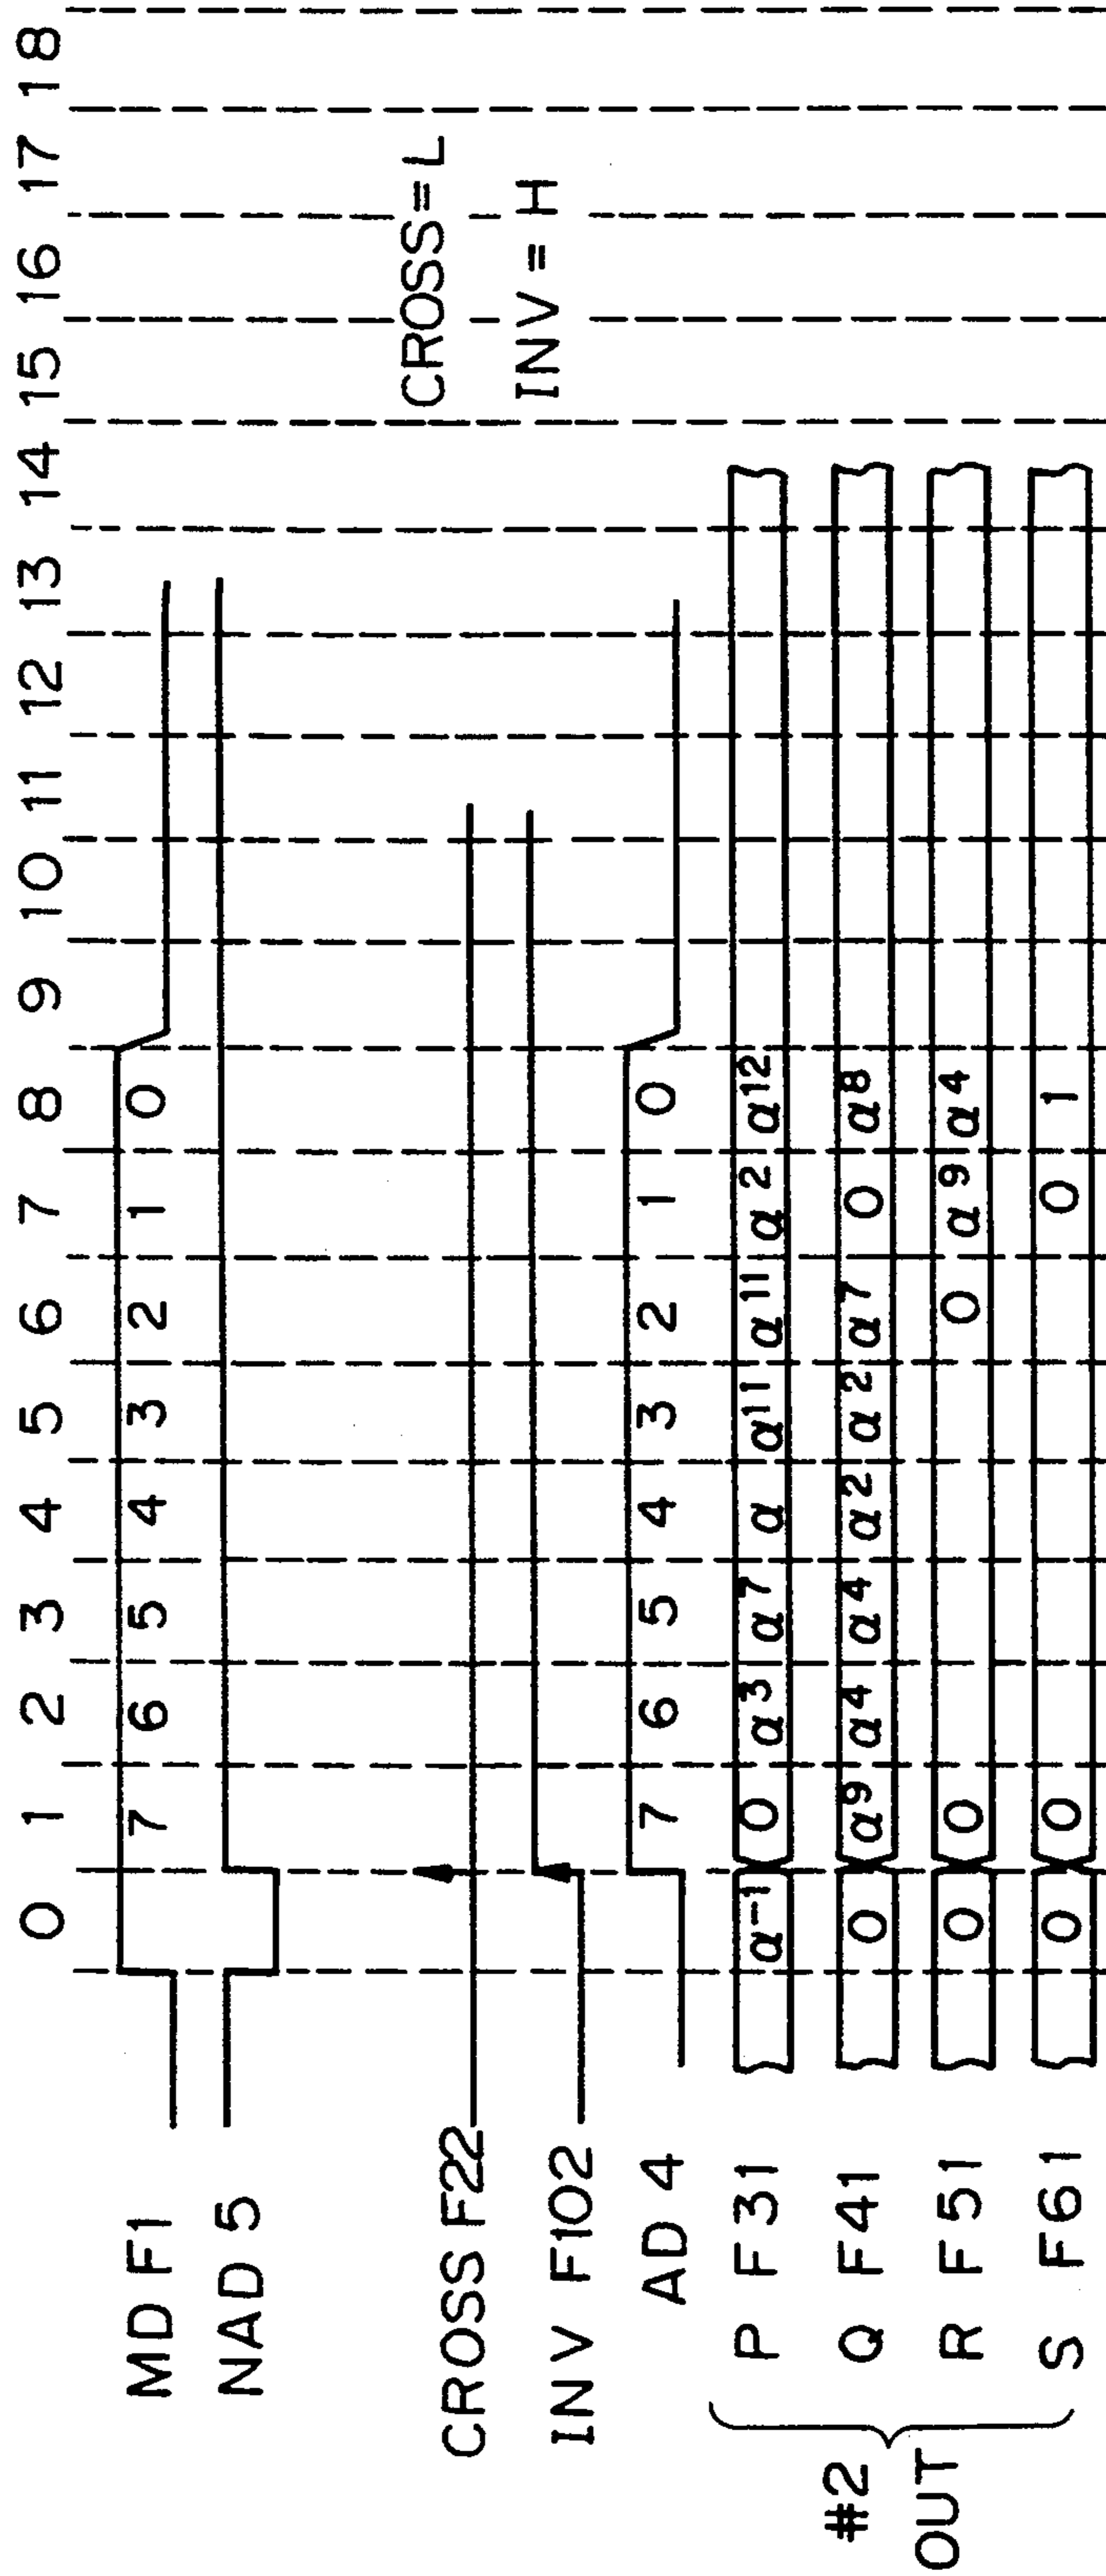 0 1 2 3 4 5 6 7 8 9 10 11 12 13 14 15 16 17 18
MD F1 7 6 5 4 3 2 1 0
NAD 5
CROSS F22 CROSS=L
INV F102 INV = H
AD 4 7 6 5 4 3 2 1 0
#2 OUT
P F31 α⁻¹ 0 α³ α⁷ α α¹¹ α¹¹ α² α¹²
Q F41 0 α⁹ α⁴ α⁴ α² α² α⁷ 0 α⁸
R F51 0 0 0 α⁹ α⁴
S F61 0 0 0 1